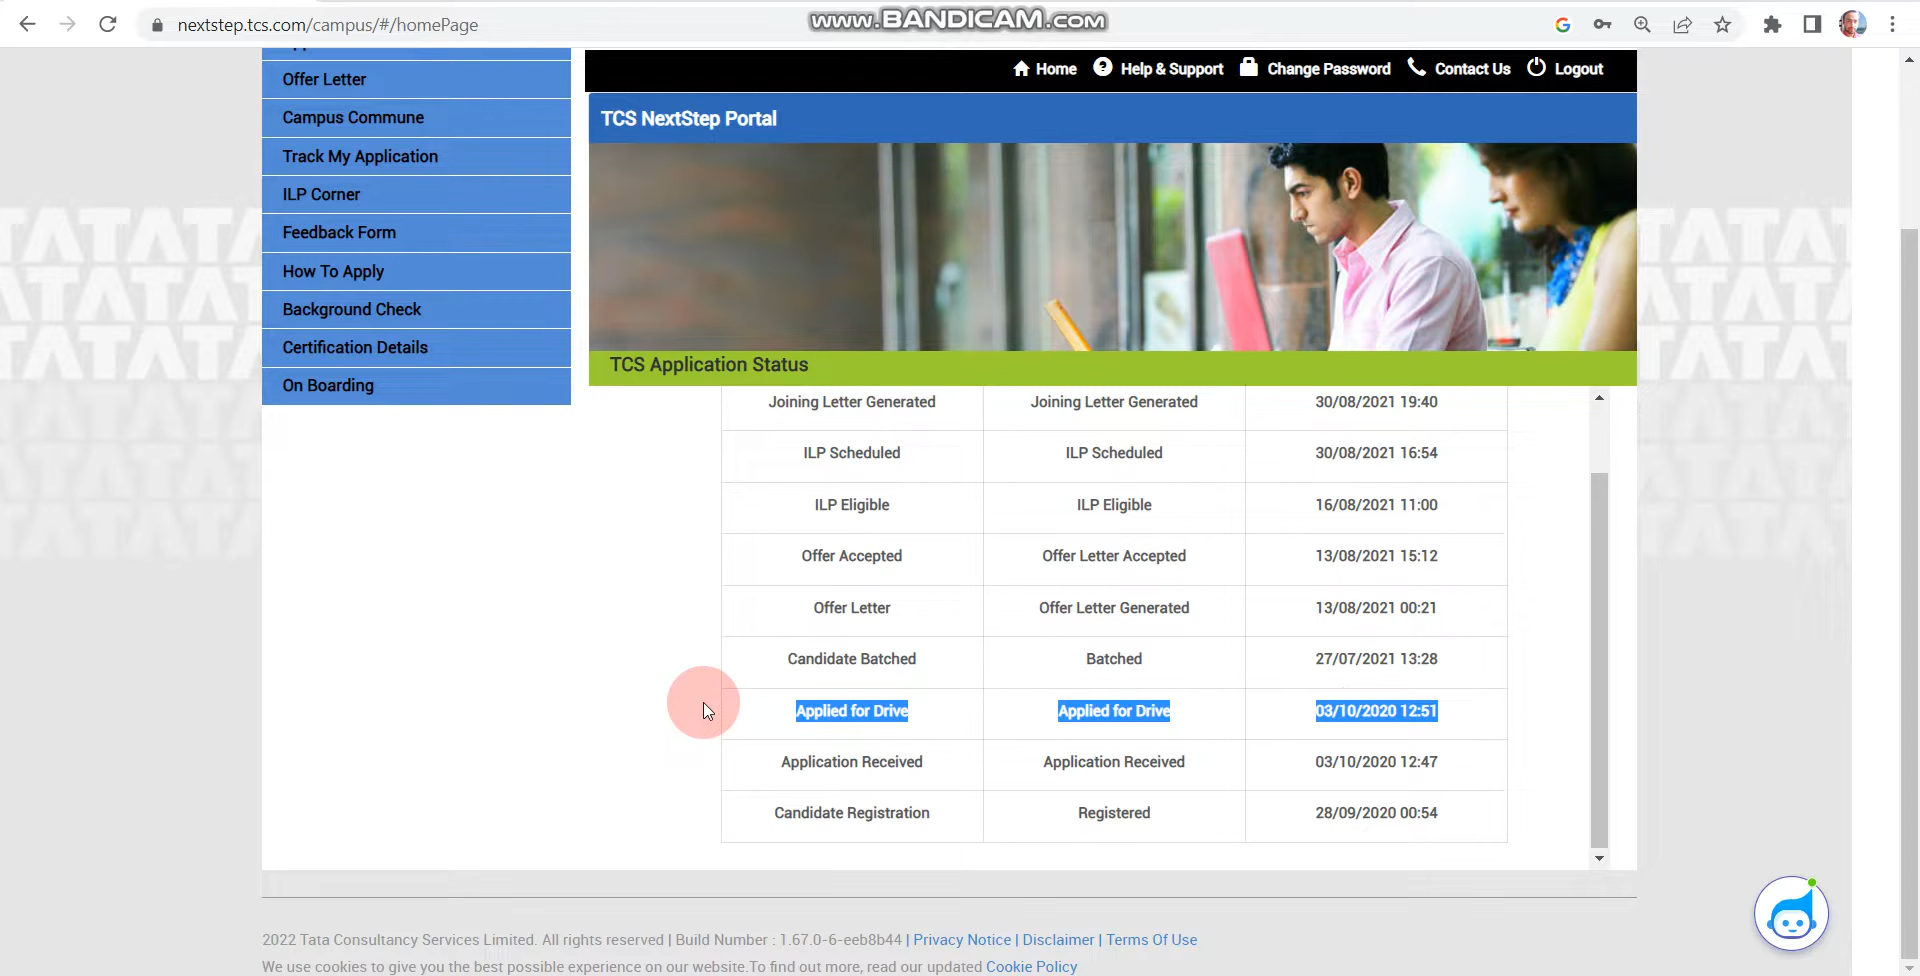 nextstep.tcs.com/campus/#/homePage
www.BANDICAM.com
Offer Letter
Campus Commune
Track My Application
ILP Corner
Feedback Form
How To Apply
Background Check
Certification Details
On Boarding
Home Help & Support Change Password Contact Us Logout
TCS NextStep Portal
TCS Application Status
Joining Letter Generated Joining Letter Generated 30/08/2021 19:40
ILP Scheduled ILP Scheduled 30/08/2021 16:54
ILP Eligible ILP Eligible 16/08/2021 11:00
Offer Accepted Offer Letter Accepted 13/08/2021 15:12
Offer Letter Offer Letter Generated 13/08/2021 00:21
Candidate Batched Batched 27/07/2021 13:28
Applied for Drive Applied for Drive 03/10/2020 12:51
Application Received Application Received 03/10/2020 12:47
Candidate Registration Registered 28/09/2020 00:54
TATATA TATATA
TATATA TATATA
TATATA TATATA
2022 Tata Consultancy Services Limited. All rights reserved | Build Number : 1.67.0-6-eeb8b44 | Privacy Notice | Disclaimer | Terms Of Use
We use cookies to give you the best possible experience on our website.To find out more, read our updated Cookie Policy